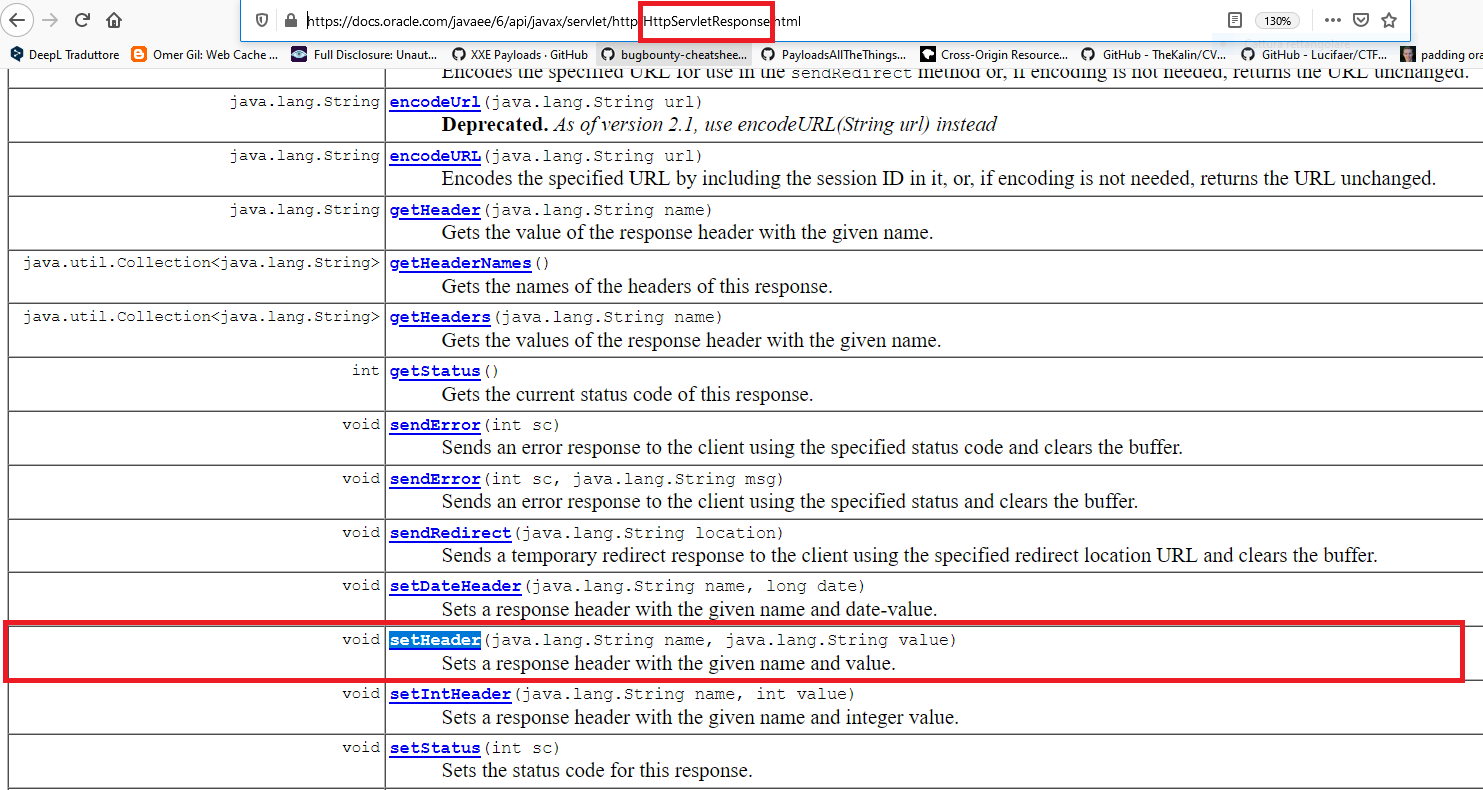 https://docs.oracle.com/javaee/6/api/javax/servlet/http/HttpServletResponse.html 130%
DeepL Traduttore Omer Gil: Web Cache ... Full Disclosure: Unaut... XXE Payloads · GitHub bugbounty-cheatshee... PayloadsAllTheThings... Cross-Origin Resource... GitHub - TheKalin/CV... GitHub - Lucifaer/CTF... padding ora
Encodes the specified URL for use in the sendRedirect method or, if encoding is not needed, returns the URL unchanged.
java.lang.String encodeUrl(java.lang.String url)
Deprecated. As of version 2.1, use encodeURL(String url) instead
java.lang.String encodeURL(java.lang.String url)
Encodes the specified URL by including the session ID in it, or, if encoding is not needed, returns the URL unchanged.
java.lang.String getHeader(java.lang.String name)
Gets the value of the response header with the given name.
java.util.Collection<java.lang.String> getHeaderNames()
Gets the names of the headers of this response.
java.util.Collection<java.lang.String> getHeaders(java.lang.String name)
Gets the values of the response header with the given name.
int getStatus()
Gets the current status code of this response.
void sendError(int sc)
Sends an error response to the client using the specified status code and clears the buffer.
void sendError(int sc, java.lang.String msg)
Sends an error response to the client using the specified status and clears the buffer.
void sendRedirect(java.lang.String location)
Sends a temporary redirect response to the client using the specified redirect location URL and clears the buffer.
void setDateHeader(java.lang.String name, long date)
Sets a response header with the given name and date-value.
void setHeader(java.lang.String name, java.lang.String value)
Sets a response header with the given name and value.
void setIntHeader(java.lang.String name, int value)
Sets a response header with the given name and integer value.
void setStatus(int sc)
Sets the status code for this response.